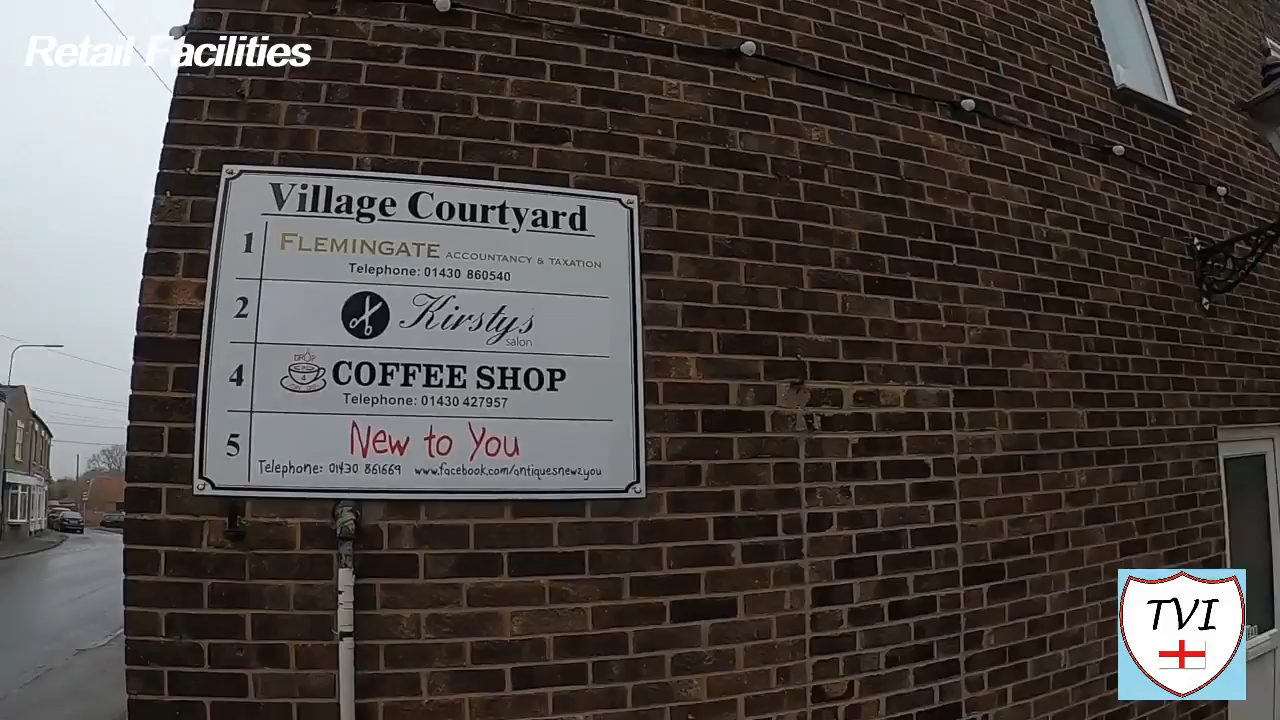 Retail Facilities
Village Courtyard
1 FLEMINGATE ACCOUNTANCY & TAXATION
Telephone: 01430 860540
2 Kirstys
salon
DROP
4 COFFEE SHOP
Telephone: 01430 427957
5 New to You
Telephone: 01430 861669 www.facebook.com/antiquesnew2you
TVI